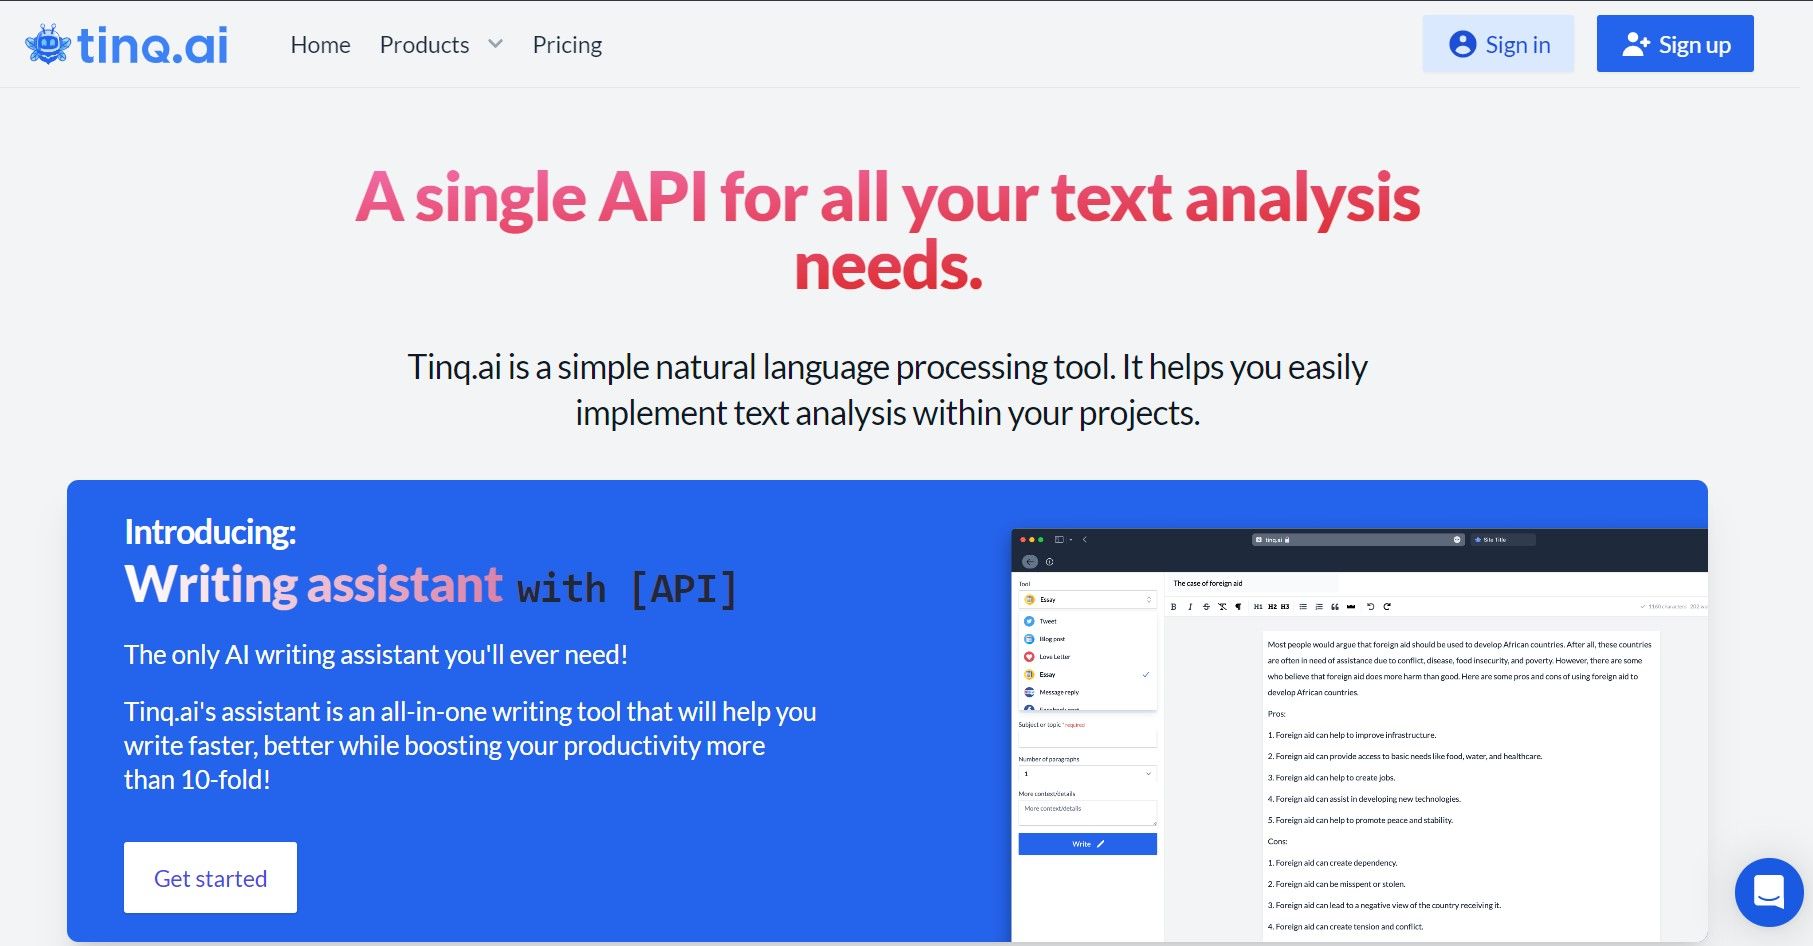 tinq.ai
Home
Products
Pricing
Sign in
Sign up
A single API for all your text analysis
needs.
Tinq.ai is a simple natural language processing tool. It helps you easily
implement text analysis within your projects.
Introducing:
Writing assistant with [API]
The only AI writing assistant you'll ever need!
Tinq.ai's assistant is an all-in-one writing tool that will help you
write faster, better while boosting your productivity more
than 10-fold!
Get started
tinq.ai
Site Title
Tool
Essay
Tweet
Blog post
Love Letter
Essay
Message reply
Subject or topic * required
Number of paragraphs
1
More context/details
More context/details
Write
The case of foreign aid
B I S H1 H2 H3
1160 characters 202
Most people would argue that foreign aid should be used to develop African countries. After all, these countries
are often in need of assistance due to conflict, disease, food insecurity, and poverty. However, there are some
who believe that foreign aid does more harm than good. Here are some pros and cons of using foreign aid to
develop African countries.
Pros:
1. Foreign aid can help to improve infrastructure.
2. Foreign aid can provide access to basic needs like food, water, and healthcare.
3. Foreign aid can help to create jobs.
4. Foreign aid can assist in developing new technologies.
5. Foreign aid can help to promote peace and stability.
Cons:
1. Foreign aid can create dependency.
2. Foreign aid can be misspent or stolen.
3. Foreign aid can lead to a negative view of the country receiving it.
4. Foreign aid can create tension and conflict.